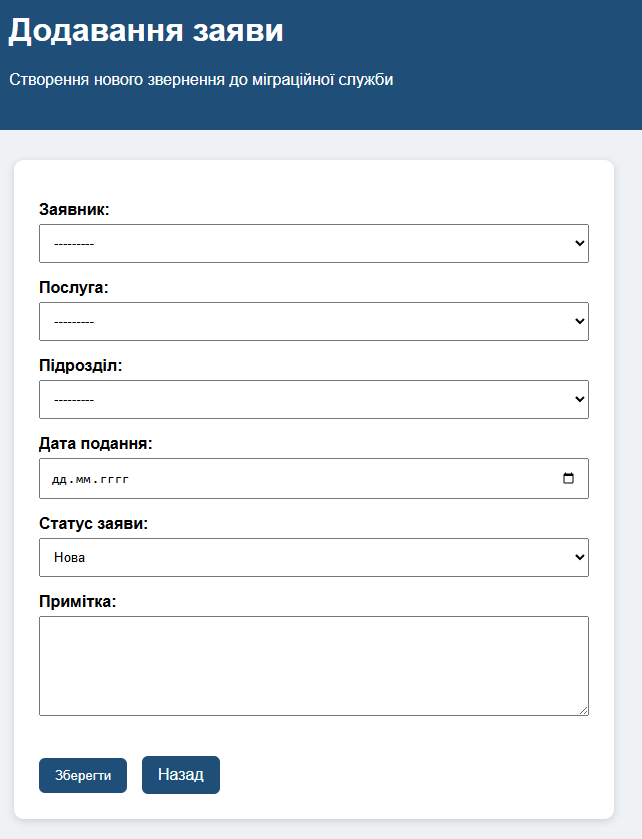 Додавання заяви
Створення нового звернення до міграційної служби
Заявник:
---------
Послуга:
---------
Підрозділ:
---------
Дата подання:
дд.мм.гггг
Статус заяви:
Нова
Примітка:
Зберегти
Назад